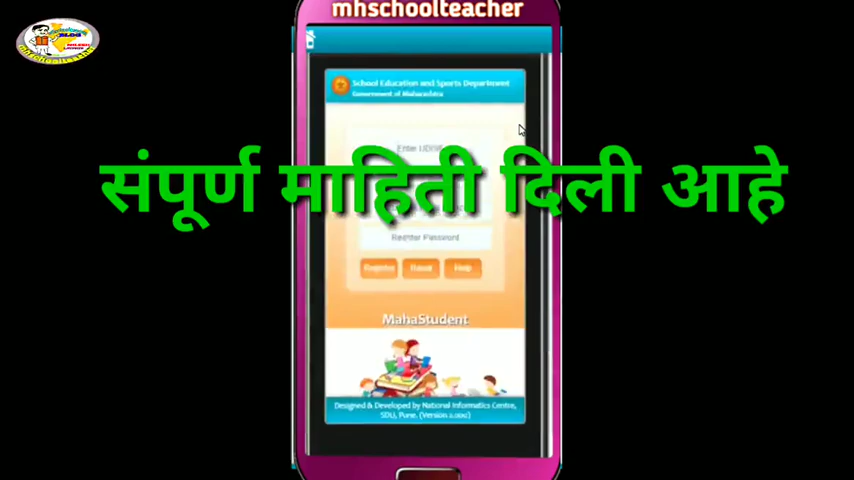 mhschoolteacher
School Education and Sports Department
Government of Maharashtra
Enter UDISE
संपूर्ण माहिती दिली आहे
ReEnter Password
Register Reset Help
MahaStudent
Designed & Developed by National Informatics Centre,
SDU, Pune.